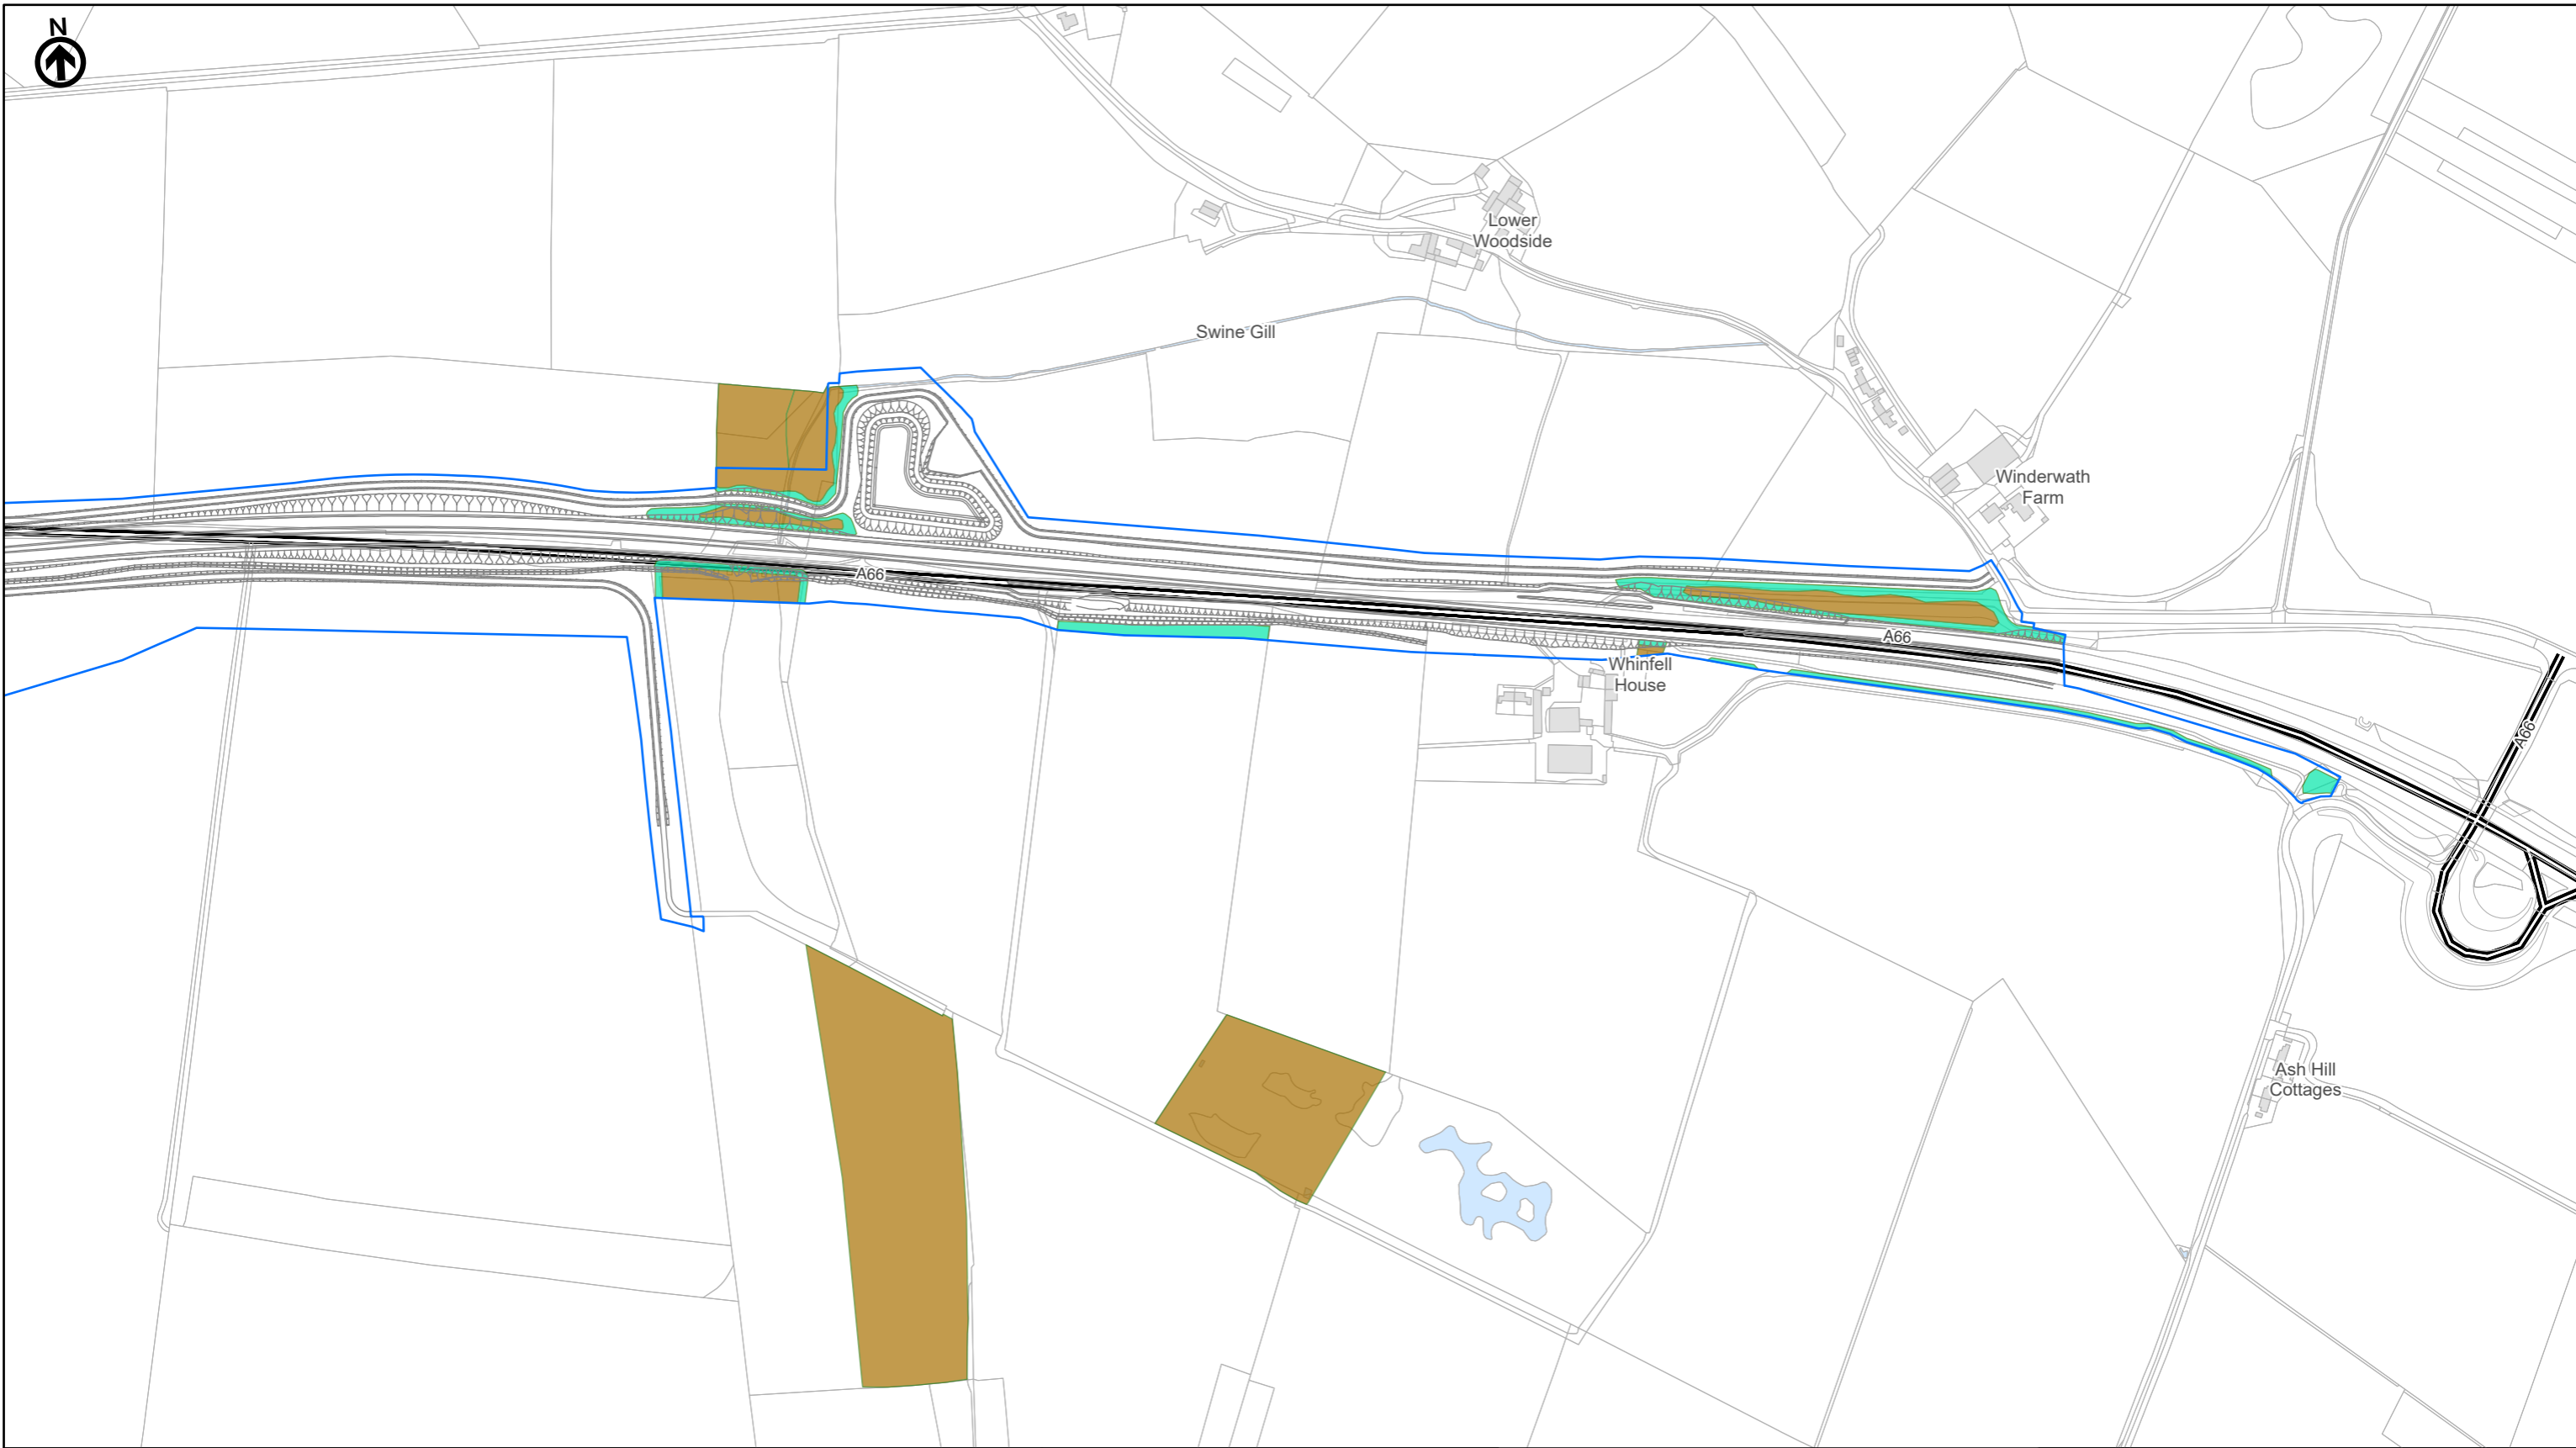 N
Lower
Woodside
Swine Gill
Winderwath
Farm
A66
A66
Whinfell
House
A66
Ash Hill
Cottages